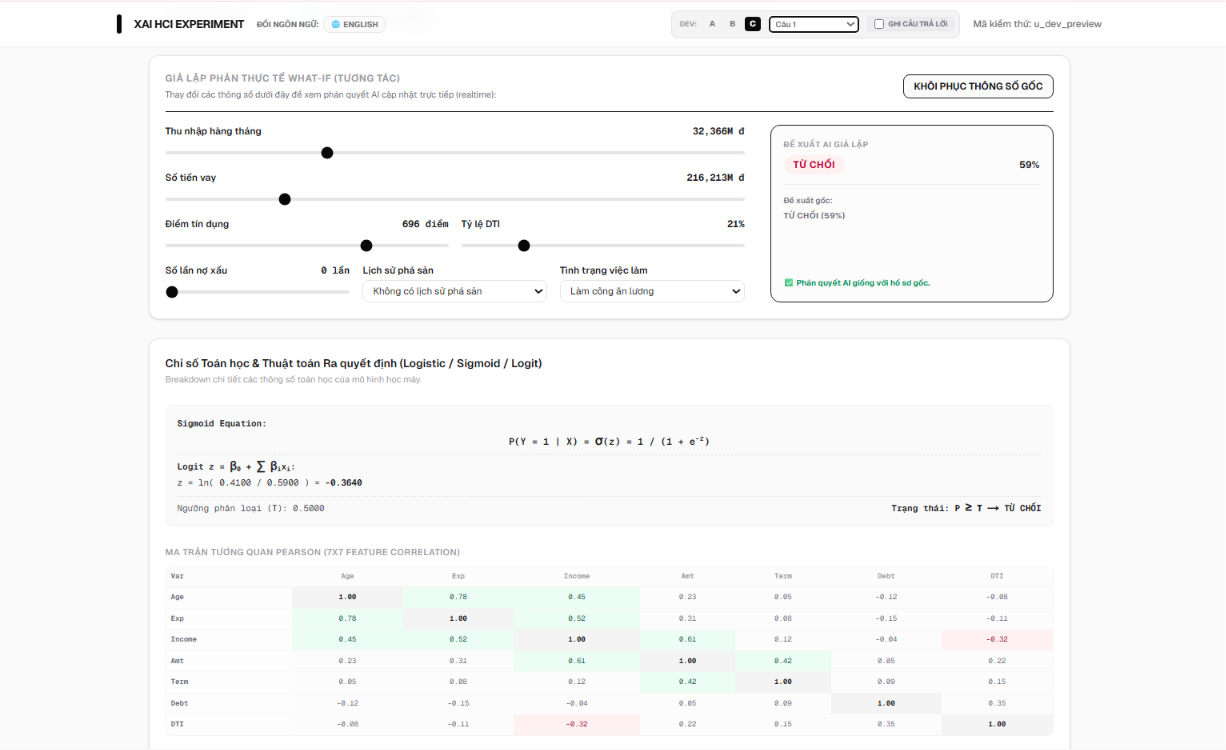 XAI HCI EXPERIMENT ĐỔI NGÔN NGỮ: 🌐 ENGLISH DEV: A B C Câu 1 GHI CÂU TRẢ LỜI Mã kiểm thử: u_dev_preview
GIẢ LẬP PHẢN THỰC TẾ WHAT-IF (TƯƠNG TÁC)
Thay đổi các thông số dưới đây để xem phán quyết AI cập nhật trực tiếp (realtime):
KHÔI PHỤC THÔNG SỐ GỐC
Thu nhập hàng tháng 32,366M đ
Số tiền vay 216,213M đ
Điểm tín dụng 696 điểm Tỷ lệ DTI 21%
Số lần nợ xấu 0 lần Lịch sử phá sản Tình trạng việc làm
Không có lịch sử phá sản Làm công ăn lương
ĐỀ XUẤT AI GIẢ LẬP
TỪ CHỐI 59%
Đề xuất gốc:
TỪ CHỐI (59%)
✅ Phán quyết AI giống với hồ sơ gốc.
Chỉ số Toán học & Thuật toán Ra quyết định (Logistic / Sigmoid / Logit)
Breakdown chi tiết các thông số toán học của mô hình học máy.
Sigmoid Equation:
P(Y = 1 | X) = σ(z) = 1 / (1 + e⁻ᶻ)
Logit z = β₀ + ∑ βᵢxᵢ:
z = ln( 0.4100 / 0.5900 ) = -0.3640
Ngưỡng phân loại (T): 0.5000 Trạng thái: P ≥ T ⟶ TỪ CHỐI
MA TRẬN TƯƠNG QUAN PEARSON (7X7 FEATURE CORRELATION)
Var Age Exp Income Amt Term Debt DTI
Age 1.00 0.78 0.45 0.23 0.05 -0.12 -0.08
Exp 0.78 1.00 0.52 0.31 0.08 -0.15 -0.11
Income 0.45 0.52 1.00 0.61 0.12 -0.04 -0.32
Amt 0.23 0.31 0.61 1.00 0.42 0.05 0.22
Term 0.05 0.08 0.12 0.42 1.00 0.09 0.15
Debt -0.12 -0.15 -0.04 0.05 0.09 1.00 0.35
DTI -0.08 -0.11 -0.32 0.22 0.15 0.35 1.00